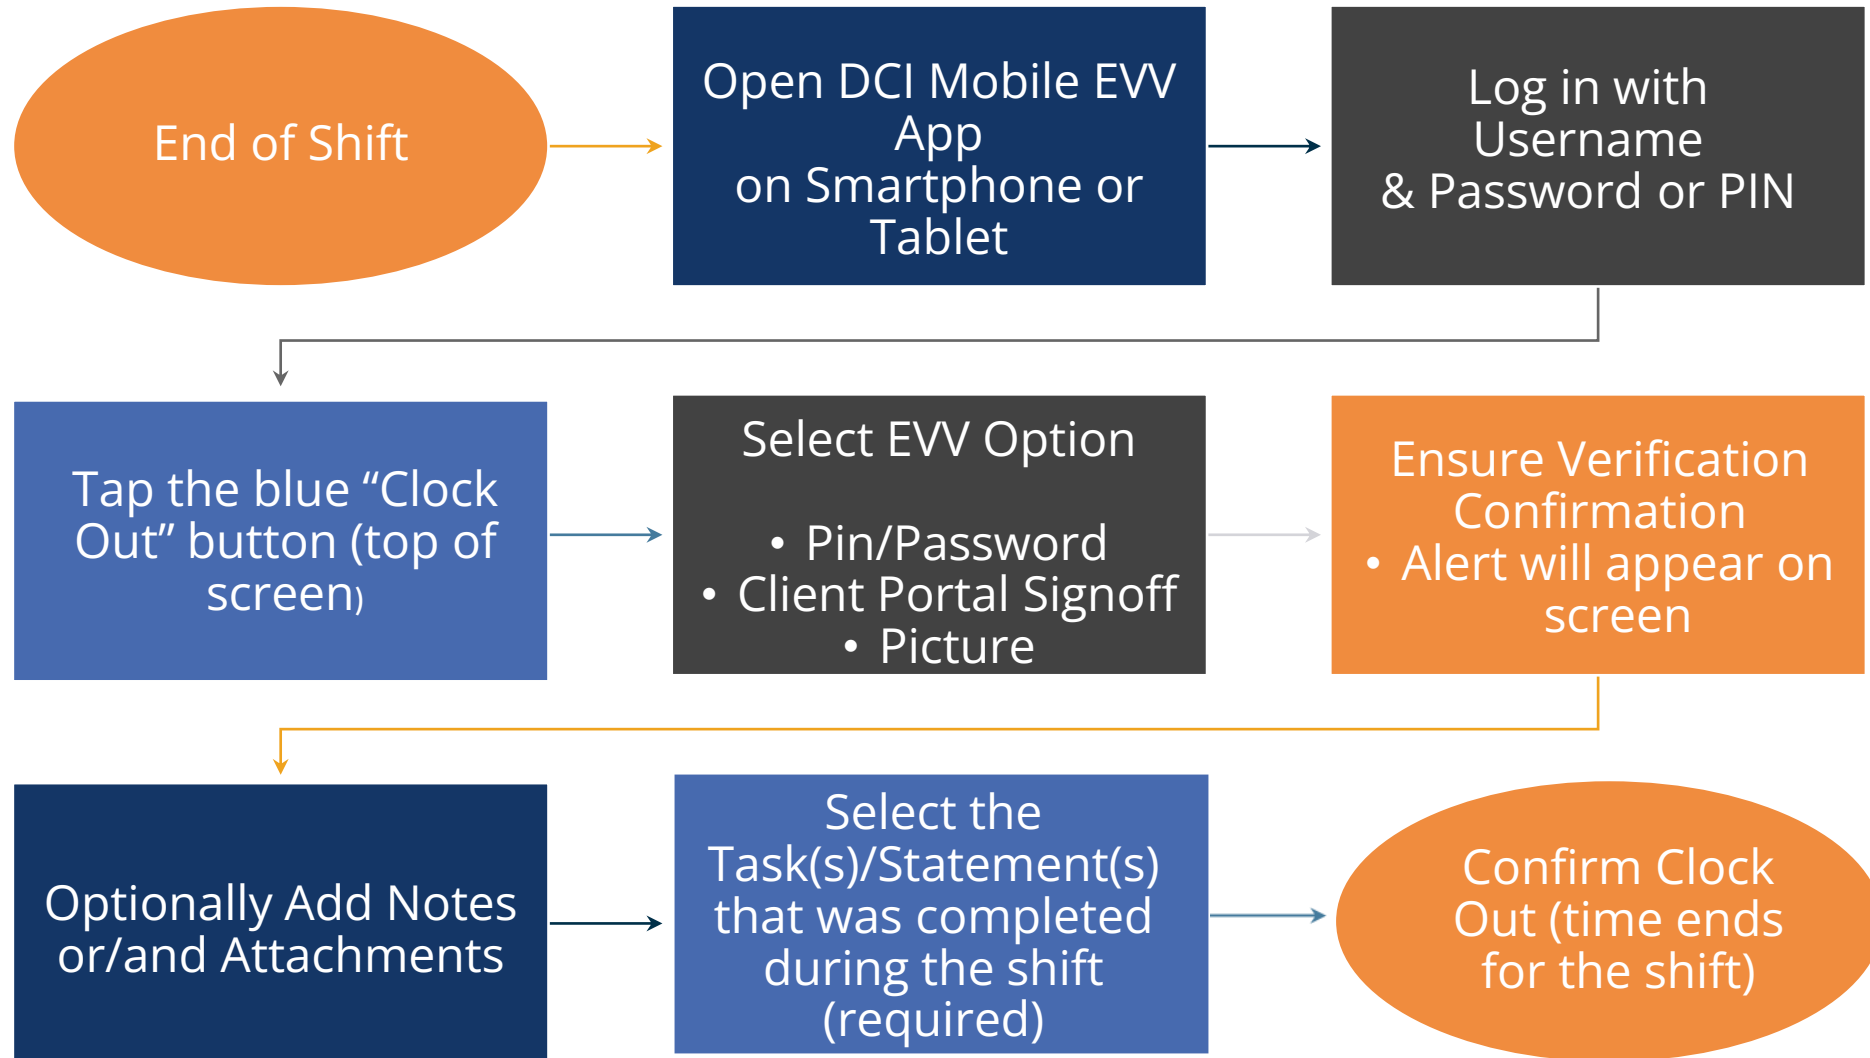 End of Shift
Open DCI Mobile EVV
App
on Smartphone or
Tablet
Log in with
Username
& Password or PIN
Tap the blue “Clock
Out” button (top of
screen)
Select EVV Option
• Pin/Password
• Client Portal Signoff
• Picture
Ensure Verification
Confirmation
• Alert will appear on
screen
Optionally Add Notes
or/and Attachments
Select the
Task(s)/Statement(s)
that was completed
during the shift
(required)
Confirm Clock
Out (time ends
for the shift)